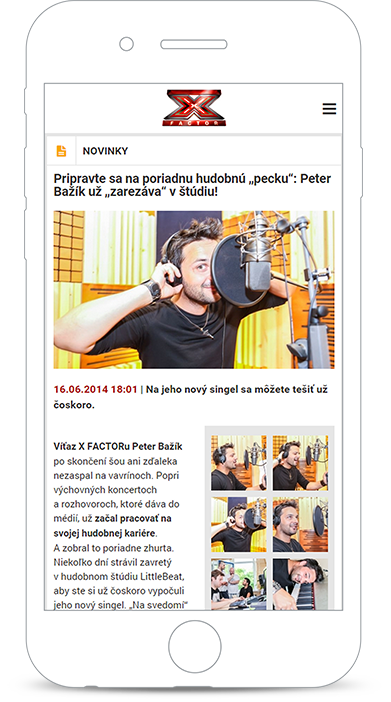 X
FACTOR
NOVINKY
Pripravte sa na poriadnu hudobnú „pecku“: Peter
Bažík už „zarezáva“ v štúdiu!
16.06.2014 18:01 | Na jeho nový singel sa môžete tešiť už
čoskoro.
Víťaz X FACTORu Peter Bažík
po skončení šou ani zďaleka
nezaspal na vavrínoch. Popri
výchovných koncertoch
a rozhovoroch, ktoré dáva do
médií, už začal pracovať na
svojej hudobnej kariére.
A zobral to poriadne zhurta.
Niekoľko dní strávil zavretý
v hudobnom štúdiu LittleBeat,
aby ste si už čoskoro vypočuli
jeho nový singel. „Na svedomí“